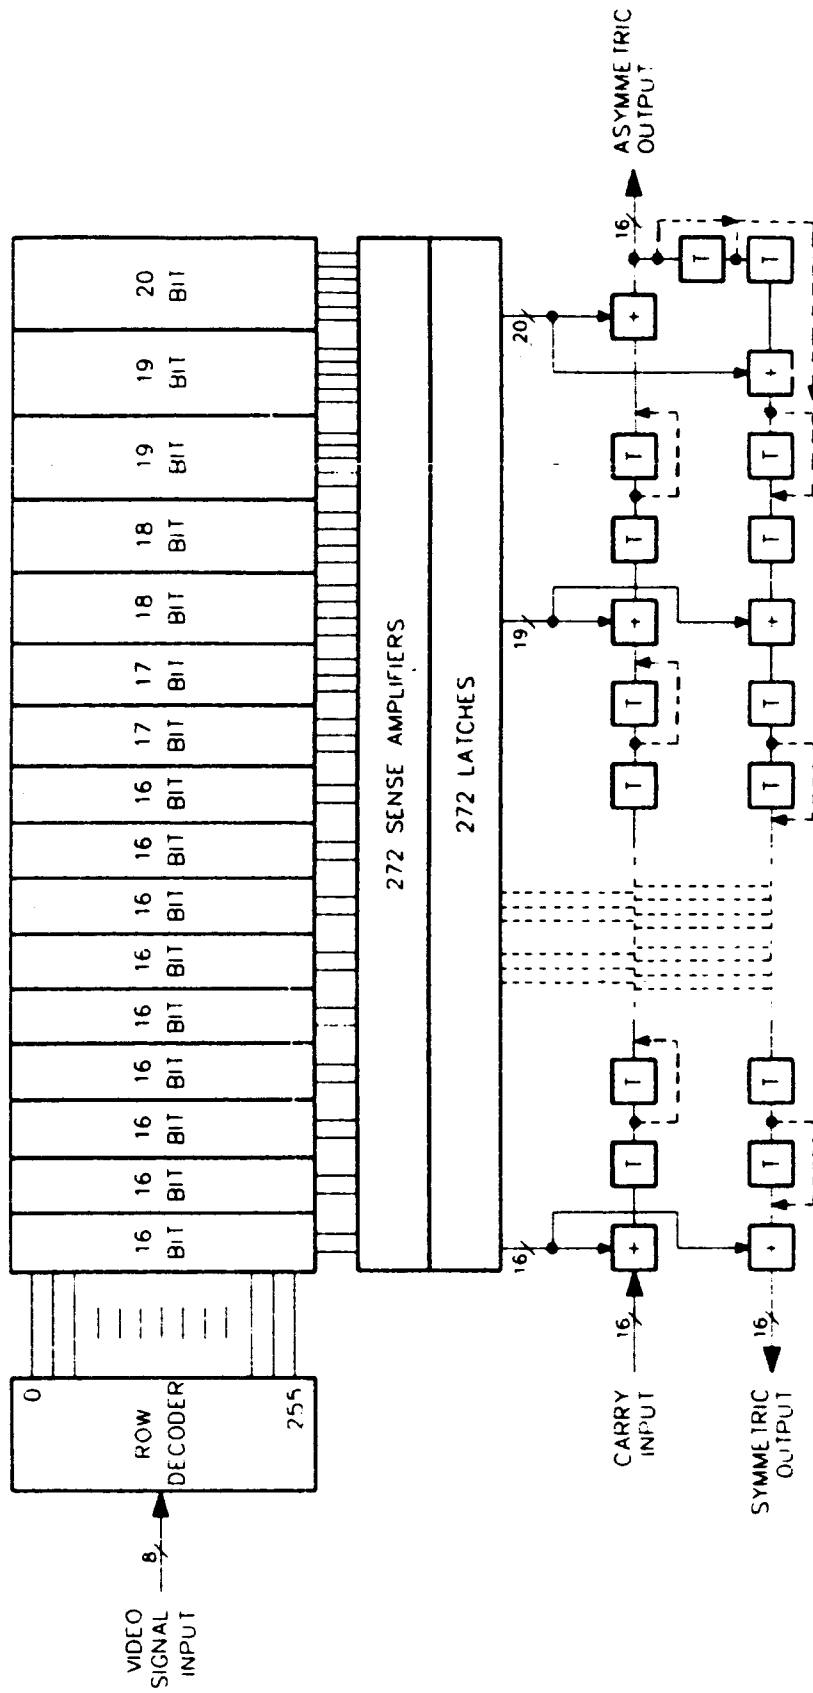 VIDEO
SIGNAL
INPUT
8
ROW
DECODER
0
255
16
BIT
16
BIT
16
BIT
16
BIT
16
BIT
16
BIT
16
BIT
16
BIT
16
BIT
17
BIT
17
BIT
18
BIT
18
BIT
19
BIT
19
BIT
20
BIT
272 SENSE AMPLIFIERS
272 LATCHES
16
19
20
CARRY
INPUT
16
+
T
T
T
T
+
T
T
+
16
ASYMMETRIC
OUTPUT
T
T
SYMMETRIC
OUTPUT
16
+
T
T
T
T
+
T
T
+